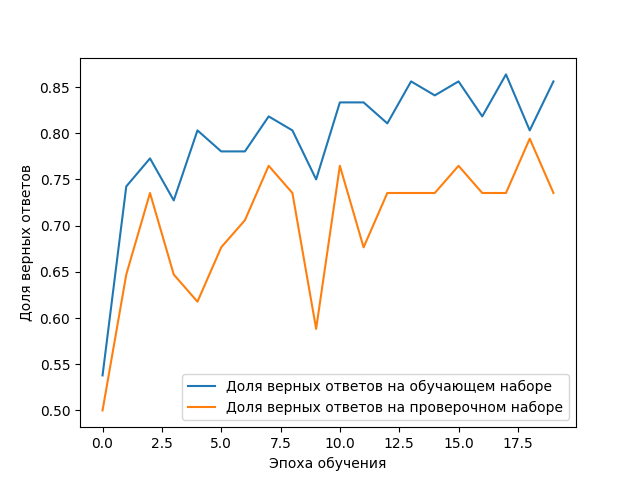 0.85
0.80
0.75
0.70
0.65
0.60
0.55
0.50
Доля верных ответов
Доля верных ответов на обучающем наборе
Доля верных ответов на проверочном наборе
0.0 2.5 5.0 7.5 10.0 12.5 15.0 17.5
Эпоха обучения